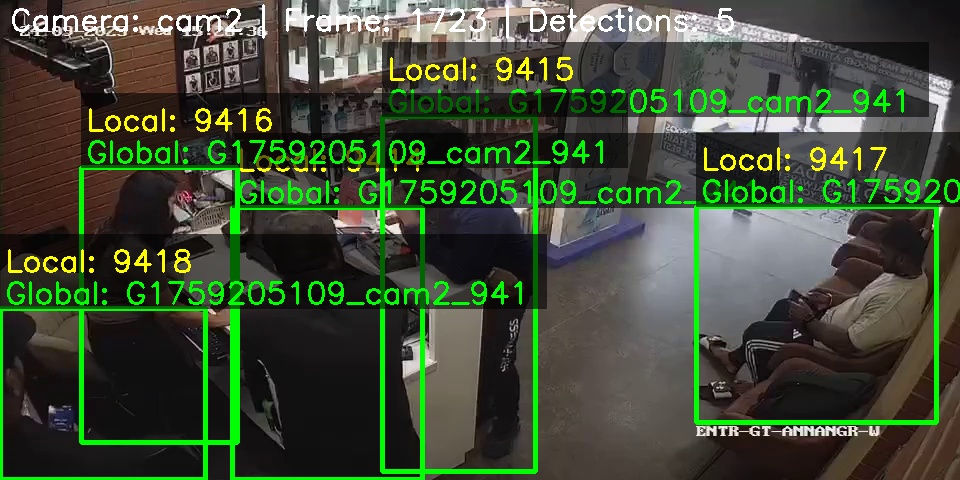 Camera: cam2 | Frame: 1723 | Detections: 5
Local: 9415
Global: G1759205109_cam2_941
Local: 9416
Global: G1759205109_cam2_941
Local: 9417
Global: G175920
Global: G1759205109_cam2_
Local: 9418
Global: G1759205109_cam2_941
ENTR-GT-ANNANGR-W